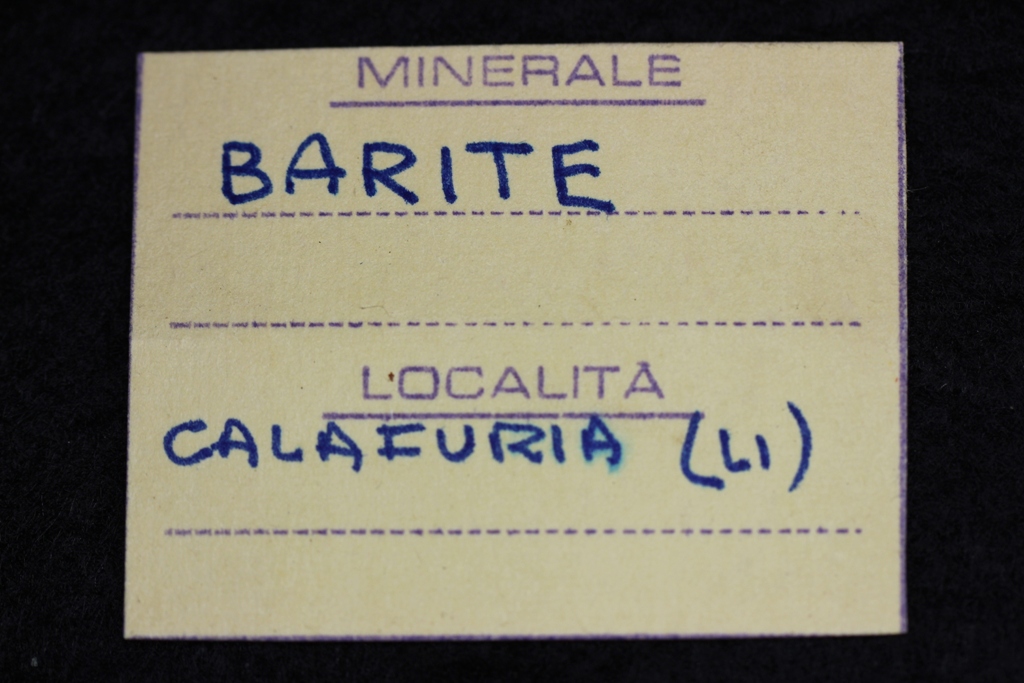 MINERALE
BARITE
LOCALITÀ
CALAFURIA (LI)